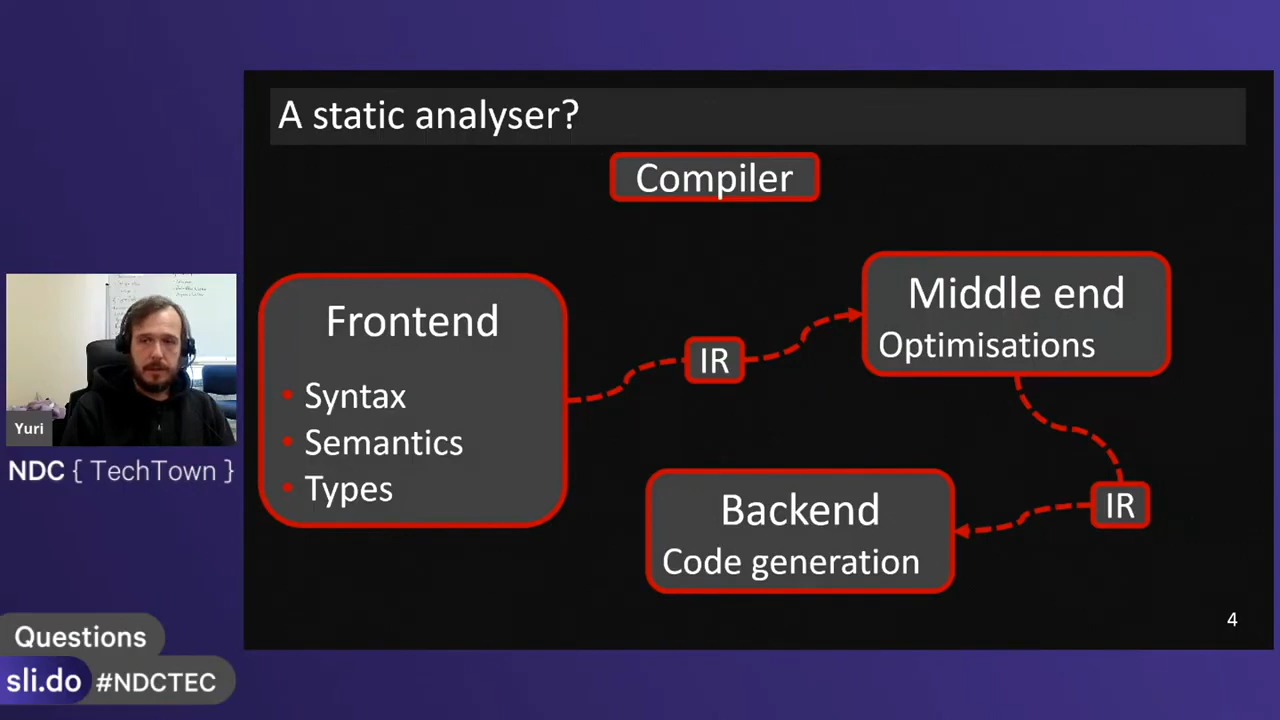 A static analyser?
Compiler
Frontend
Syntax
Semantics
Types
IR
Middle end
Optimisations
IR
Backend
Code generation
4
Yuri
NDC { TechTown }
Questions
sli.do #NDCTEC